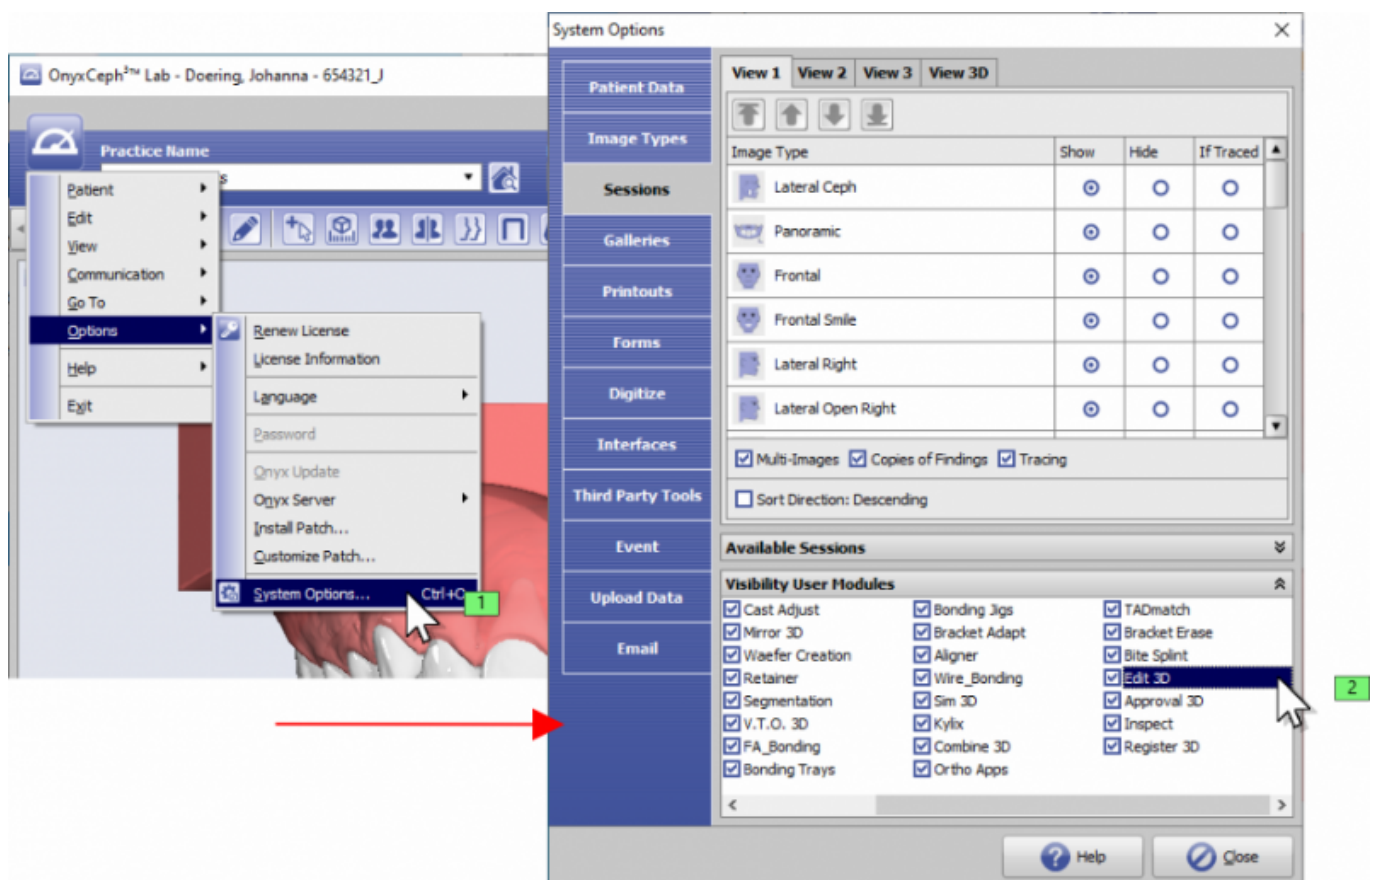 System Options
OnyxCeph³™ Lab - Doering, Johanna - 654321_J
Practice Name
s
Patient
Edit
View
Communication
Go To
Options
Help
Exit
Renew License
License Information
Language
Password
Onyx Update
Onyx Server
Install Patch...
Customize Patch...
System Options... Ctrl+O
1
Patient Data
Image Types
Sessions
Galleries
Printouts
Forms
Digitize
Interfaces
Third Party Tools
Event
Upload Data
Email
View 1 View 2 View 3 View 3D
Image Type Show Hide If Traced
Lateral Ceph
Panoramic
Frontal
Frontal Smile
Lateral Right
Lateral Open Right
Multi-Images Copies of Findings Tracing
Sort Direction: Descending
Available Sessions
Visibility User Modules
Cast Adjust Bonding Jigs TADmatch
Mirror 3D Bracket Adapt Bracket Erase
Waefer Creation Aligner Bite Splint
Retainer Wire_Bonding Edit 3D
Segmentation Sim 3D Approval 3D
V.T.O. 3D Kylix Inspect
FA_Bonding Combine 3D Register 3D
Bonding Trays Ortho Apps
2
Help Close